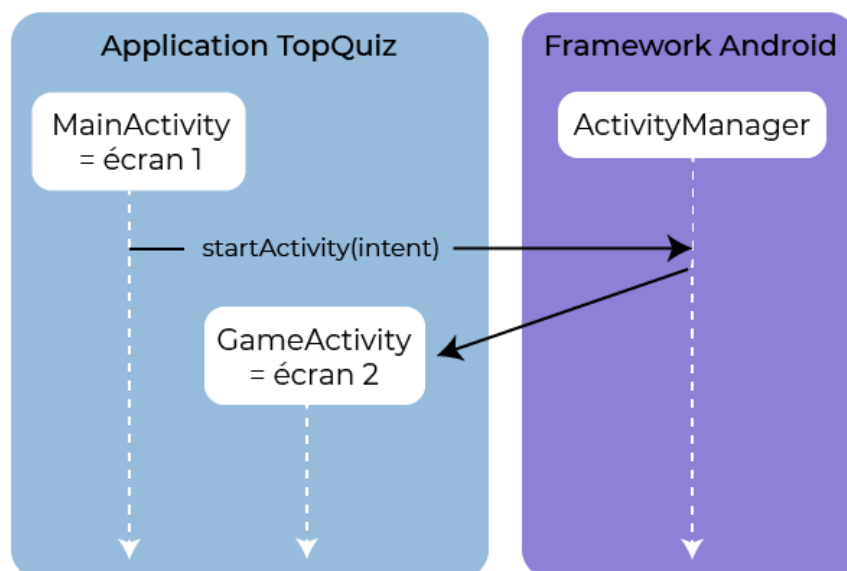 Application TopQuiz
Framework Android
MainActivity
= écran 1
ActivityManager
startActivity(intent)
GameActivity
= écran 2